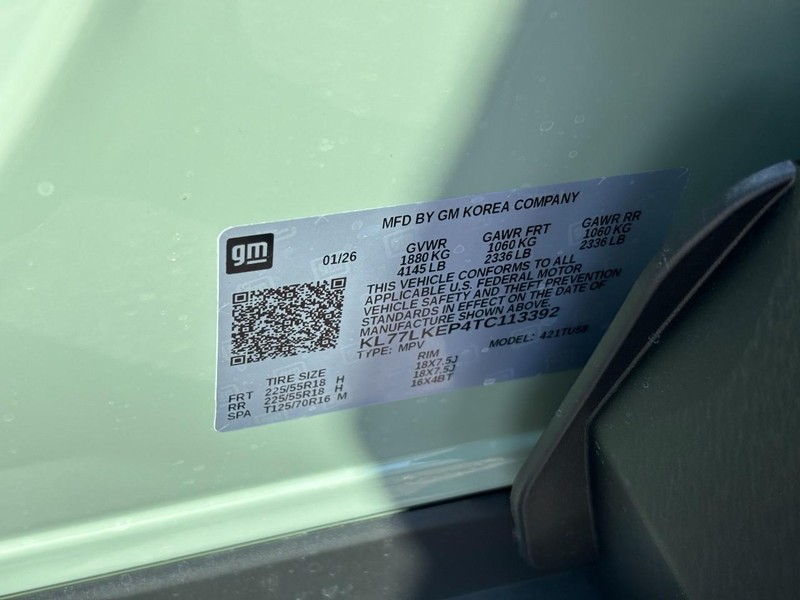 MFD BY GM KOREA COMPANY
gm
01/26
GVWR GAWR FRT GAWR RR
1880 KG 1060 KG 1060 KG
4145 LB 2336 LB 2336 LB
THIS VEHICLE CONFORMS TO ALL
APPLICABLE U.S. FEDERAL MOTOR
VEHICLE SAFETY AND THEFT PREVENTION
STANDARDS IN EFFECT ON THE DATE OF
MANUFACTURE SHOWN ABOVE.
KL77LKEP4TC113392
TYPE: MPV MODEL: 421TU58
TIRE SIZE RIM
FRT 225/55R18 H 18X7.5J
RR 225/55R18 H 18X7.5J
SPA T125/70R16 M 16X4BT